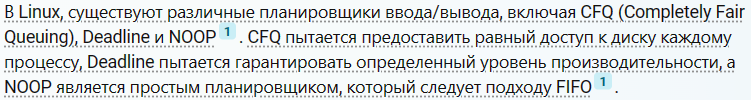 В Linux, существуют различные планировщики ввода/вывода, включая CFQ (Completely Fair
Queuing), Deadline и NOOP 1 . CFQ пытается предоставить равный доступ к диску каждому
процессу, Deadline пытается гарантировать определенный уровень производительности, а
NOOP является простым планировщиком, который следует подходу FIFO 1 .